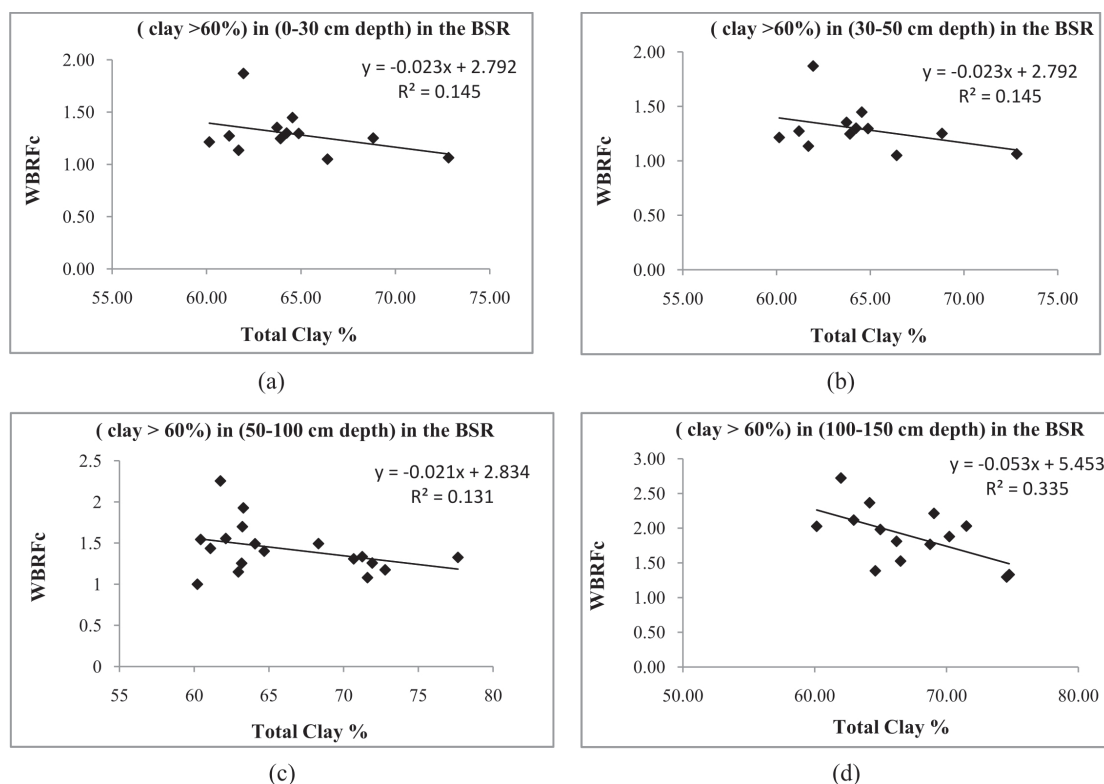 ( clay >60%) in (0-30 cm depth) in the BSR
y = -0.023x + 2.792
R² = 0.145
2.00
1.50
1.00
0.50
0.00
WBRFc
55.00 60.00 65.00 70.00 75.00
Total Clay %
(a)
( clay >60%) in (30-50 cm depth) in the BSR
y = -0.023x + 2.792
R² = 0.145
2.00
1.50
1.00
0.50
0.00
WBRFc
55.00 60.00 65.00 70.00 75.00
Total Clay %
(b)
( clay > 60%) in (50-100 cm depth) in the BSR
y = -0.021x + 2.834
R² = 0.131
2.5
2
1.5
1
0.5
0
WBRFc
55 60 65 70 75 80
Total Clay %
(c)
( clay > 60%) in (100-150 cm depth) in the BSR
y = -0.053x + 5.453
R² = 0.335
3.00
2.50
2.00
1.50
1.00
0.50
0.00
WBRFc
50.00 60.00 70.00 80.00
Total Clay %
(d)